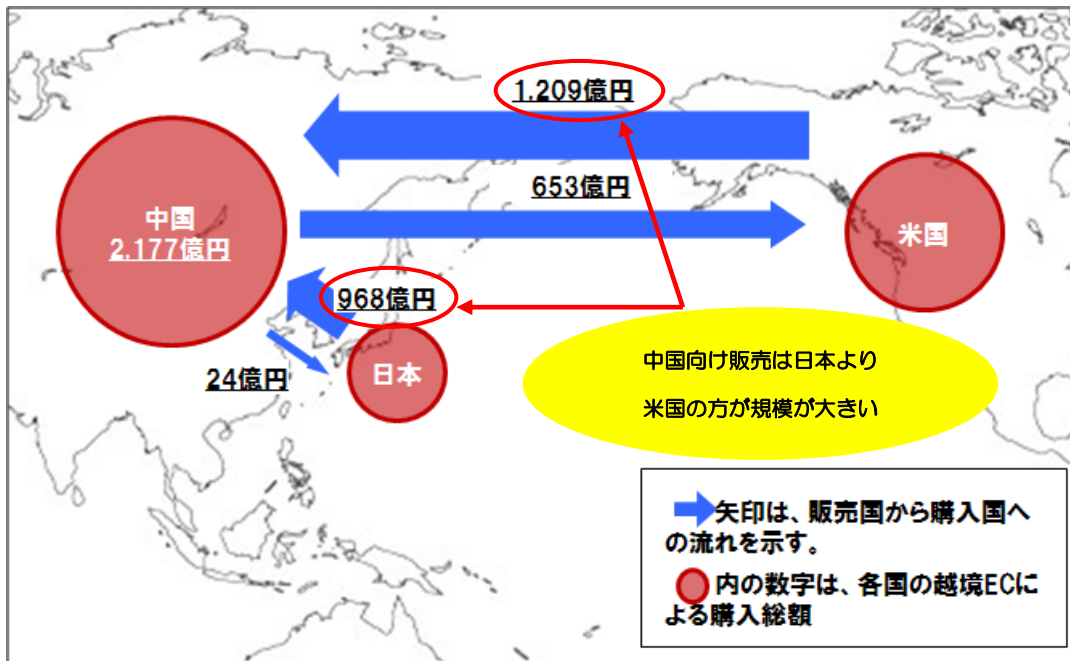 1.209億円
653億円
中国
2.177億円
米国
968億円
日本
24億円
中国向け販売は日本より
米国の方が規模が大きい
矢印は、販売国から購入国へ
の流れを示す。
内の数字は、各国の越境ECに
よる購入総額